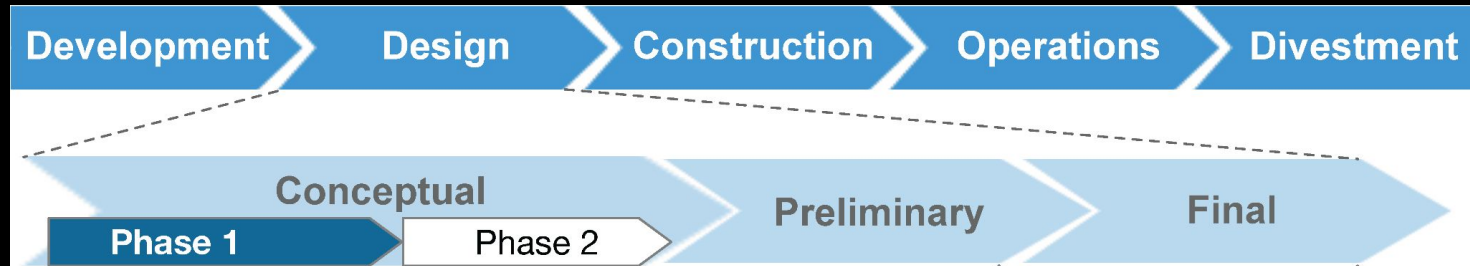 Development Design Construction Operations Divestment
Conceptual Preliminary Final
Phase 1 Phase 2